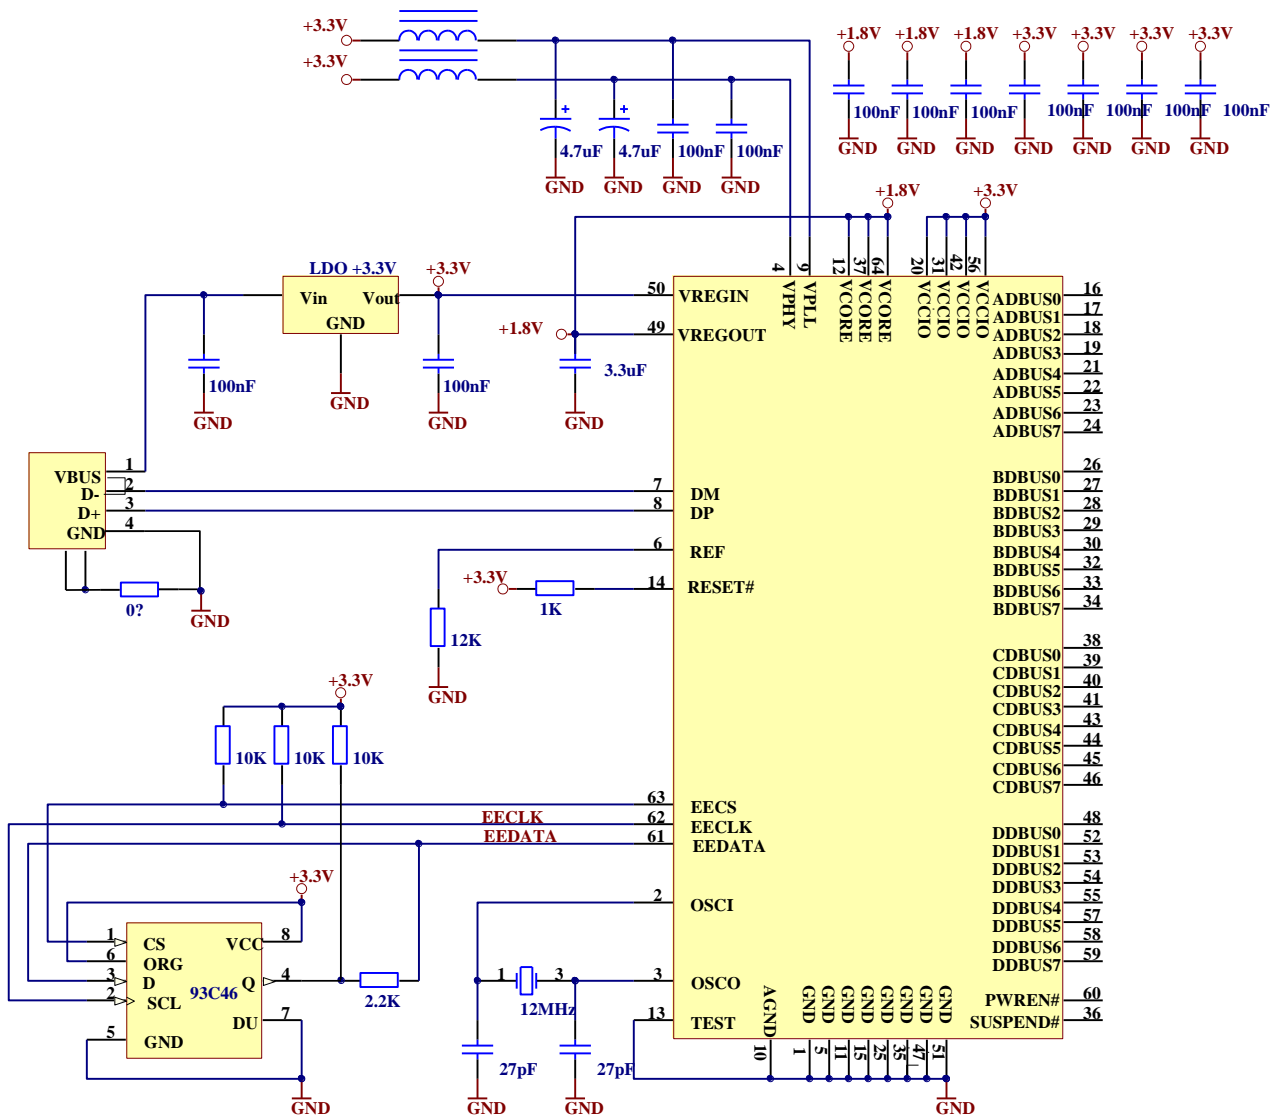 +3.3V
+3.3V
4.7uF 4.7uF 100nF 100nF
GND GND GND GND
+1.8V +1.8V +1.8V +3.3V +3.3V +3.3V +3.3V
100nF 100nF 100nF 100nF 100nF 100nF 100nF
GND GND GND GND GND GND GND
+1.8V +3.3V
4 9 12 37 64 20 31 42 56
VPHY VPLL VCORE VCORE VCORE VCCIO VCCIO VCCIO VCCIO
LDO +3.3V
Vin Vout
GND
+3.3V
100nF
GND
GND
100nF
GND
50 VREGIN
+1.8V
49 VREGOUT
3.3uF
GND
VBUS 1
D- 2
D+ 3
GND 4
0?
GND
7 DM
8 DP
6 REF
12K
GND
+3.3V
1K
14 RESET#
+3.3V
10K 10K 10K
63 EECS
EECLK 62 EECLK
EEDATA 61 EEDATA
+3.3V
1 CS VCC 8
6 ORG
3 D Q 4
93C46
2 SCL
DU 7
5 GND
2.2K
GND
2 OSCI
1 3
12MHz
3 OSCO
13 TEST
27pF 27pF
GND GND
AGND GND GND GND GND GND GND GND GND
10 1 5 11 15 25 35 47 51
GND
ADBUS0 16
ADBUS1 17
ADBUS2 18
ADBUS3 19
ADBUS4 21
ADBUS5 22
ADBUS6 23
ADBUS7 24
BDBUS0 26
BDBUS1 27
BDBUS2 28
BDBUS3 29
BDBUS4 30
BDBUS5 32
BDBUS6 33
BDBUS7 34
CDBUS0 38
CDBUS1 39
CDBUS2 40
CDBUS3 41
CDBUS4 43
CDBUS5 44
CDBUS6 45
CDBUS7 46
DDBUS0 48
DDBUS1 52
DDBUS2 53
DDBUS3 54
DDBUS4 55
DDBUS5 57
DDBUS6 58
DDBUS7 59
PWREN# 60
SUSPEND# 36